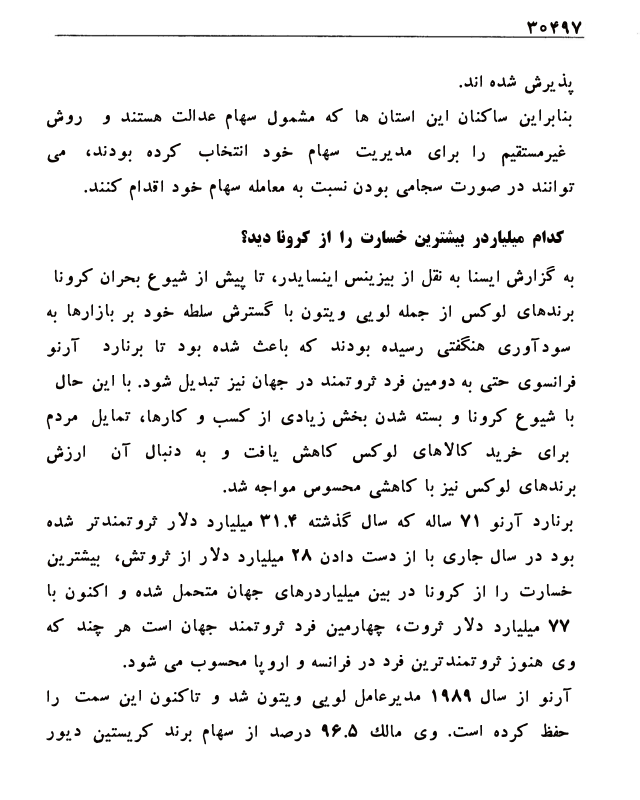 ۳۰۴۹۷
پذیرش شده اند.
بنابراین ساکنان این استان ها که مشمول سهام عدالت هستند و روش
غیرمستقیم را برای مدیریت سهام خود انتخاب کرده بودند، می
توانند در صورت سجامی بودن نسبت به معامله سهام خود اقدام کنند.
کدام میلیاردر بیشترین خسارت را از کرونا دید؟
به گزارش ایسنا به نقل از بیزینس اینسایدر، تا پیش از شیوع بحران کرونا
برندهای لوکس از جمله لویی ویتون با گسترش سلطه خود بر بازارها به
سودآوری هنگفتی رسیده بودند که باعث شده بود تا برنارد آرنو
فرانسوی حتی به دومین فرد ثروتمند در جهان نیز تبدیل شود. با این حال
با شیوع کرونا و بسته شدن بخش زیادی از کسب و کارها، تمایل مردم
برای خرید کالاهای لوکس کاهش یافت و به دنبال آن ارزش
برندهای لوکس نیز با کاهشی محسوس مواجه شد.
برنارد آرنو ۷۱ ساله که سال گذشته ۳۱.۴ میلیارد دلار ثروتمندتر شده
بود در سال جاری با از دست دادن ۲۸ میلیارد دلار از ثروتش، بیشترین
خسارت را از کرونا در بین میلیاردرهای جهان متحمل شده و اکنون با
۷۷ میلیارد دلار ثروت، چهارمین فرد ثروتمند جهان است هر چند که
وی هنوز ثروتمندترین فرد در فرانسه و اروپا محسوب می شود.
آرنو از سال ۱۹۸۹ مدیرعامل لویی ویتون شد و تاکنون این سمت را
حفظ کرده است. وی مالک ۹۶.۵ درصد از سهام برند کریستین دیور